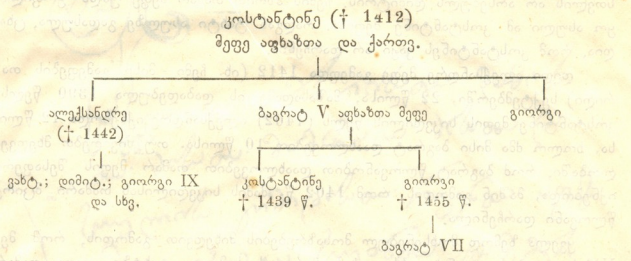 კოსტანტინე († 1412)
მეფე აფხაზთა და ქართვ.
ალექსანდრე
(† 1442)
ბაგრატ V აფხაზთა მეფე
გიორგი
ვახტ.; დიმიტ.; გიორგი IX
და სხვ.
კოსტანტინე
† 1439 წ.
გიორგი
† 1455 წ.
ბაგრატ VII